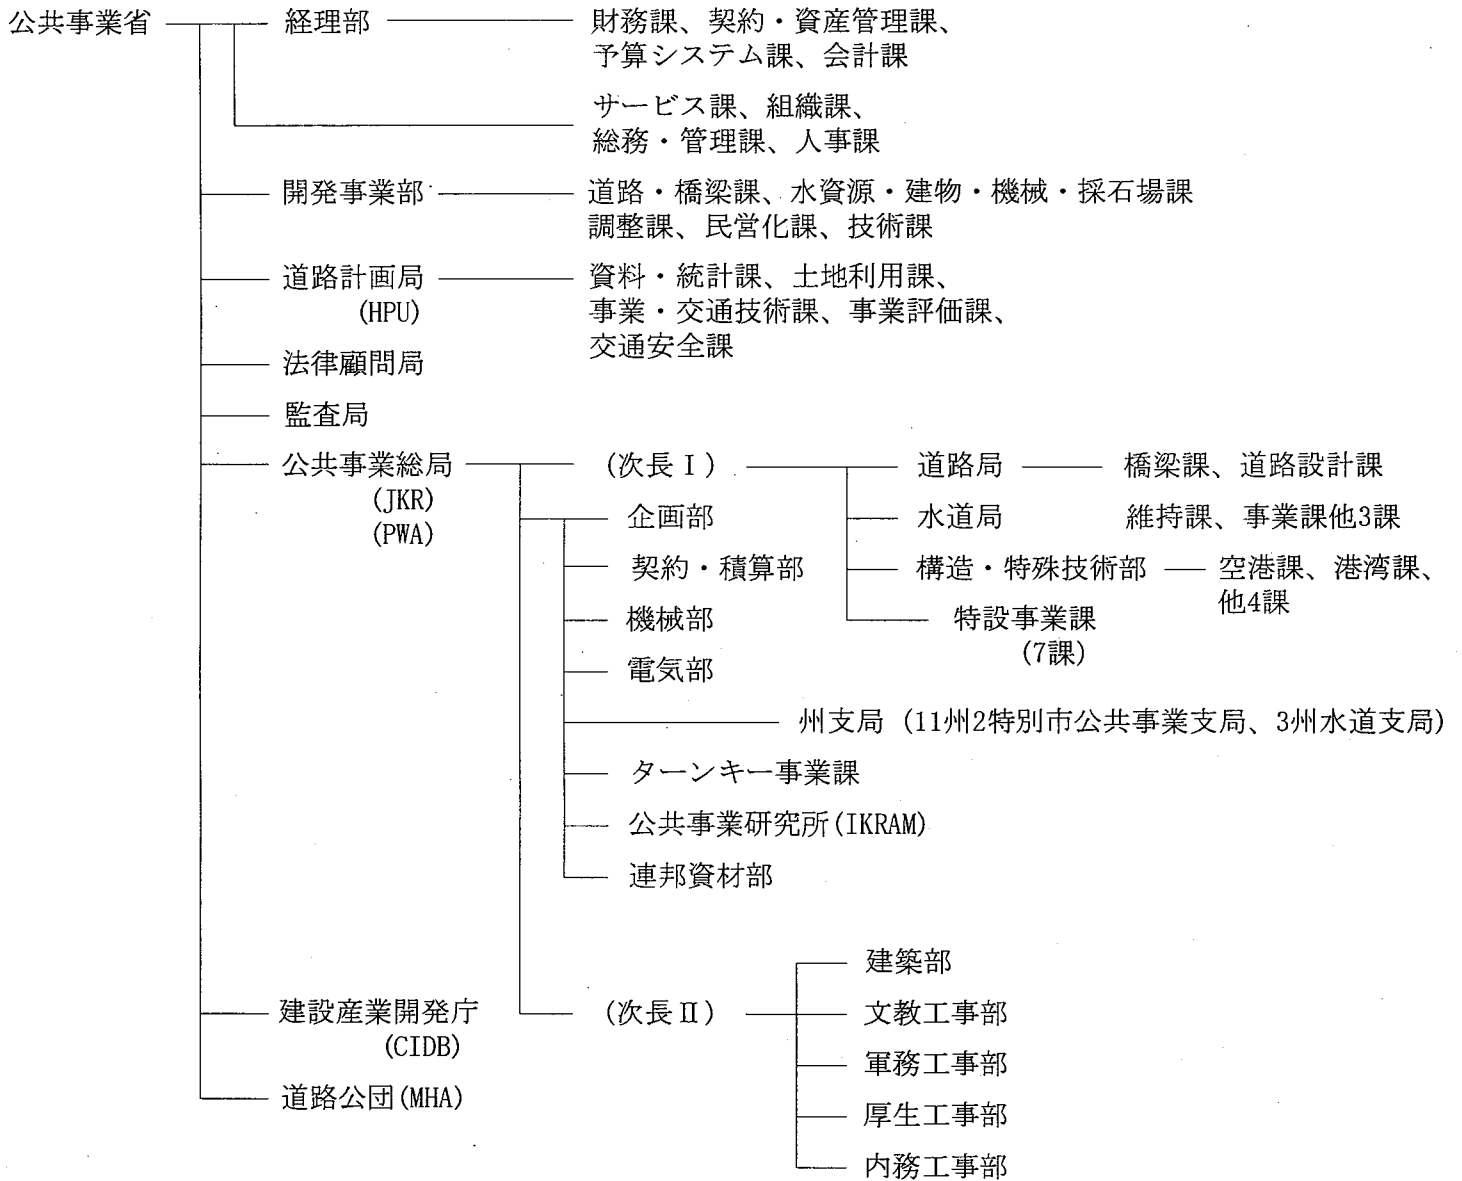 公共事業省
経理部
財務課、契約・資産管理課、
予算システム課、会計課
サービス課、組織課、
総務・管理課、人事課
開発事業部
道路・橋梁課、水資源・建物・機械・採石場課
調整課、民営化課、技術課
道路計画局
(HPU)
資料・統計課、土地利用課、
事業・交通技術課、事業評価課、
交通安全課
法律顧問局
監査局
公共事業総局
(JKR)
(PWA)
(次長Ⅰ)
道路局
橋梁課、道路設計課
維持課、事業課他3課
水道局
構造・特殊技術部
空港課、港湾課、
他4課
特設事業課
(7課)
企画部
契約・積算部
機械部
電気部
州支局 (11州2特別市公共事業支局、3州水道支局)
ターンキー事業課
公共事業研究所(IKRAM)
連邦資材部
(次長Ⅱ)
建築部
文教工事部
軍務工事部
厚生工事部
内務工事部
建設産業開発庁
(CIDB)
道路公団(MHA)